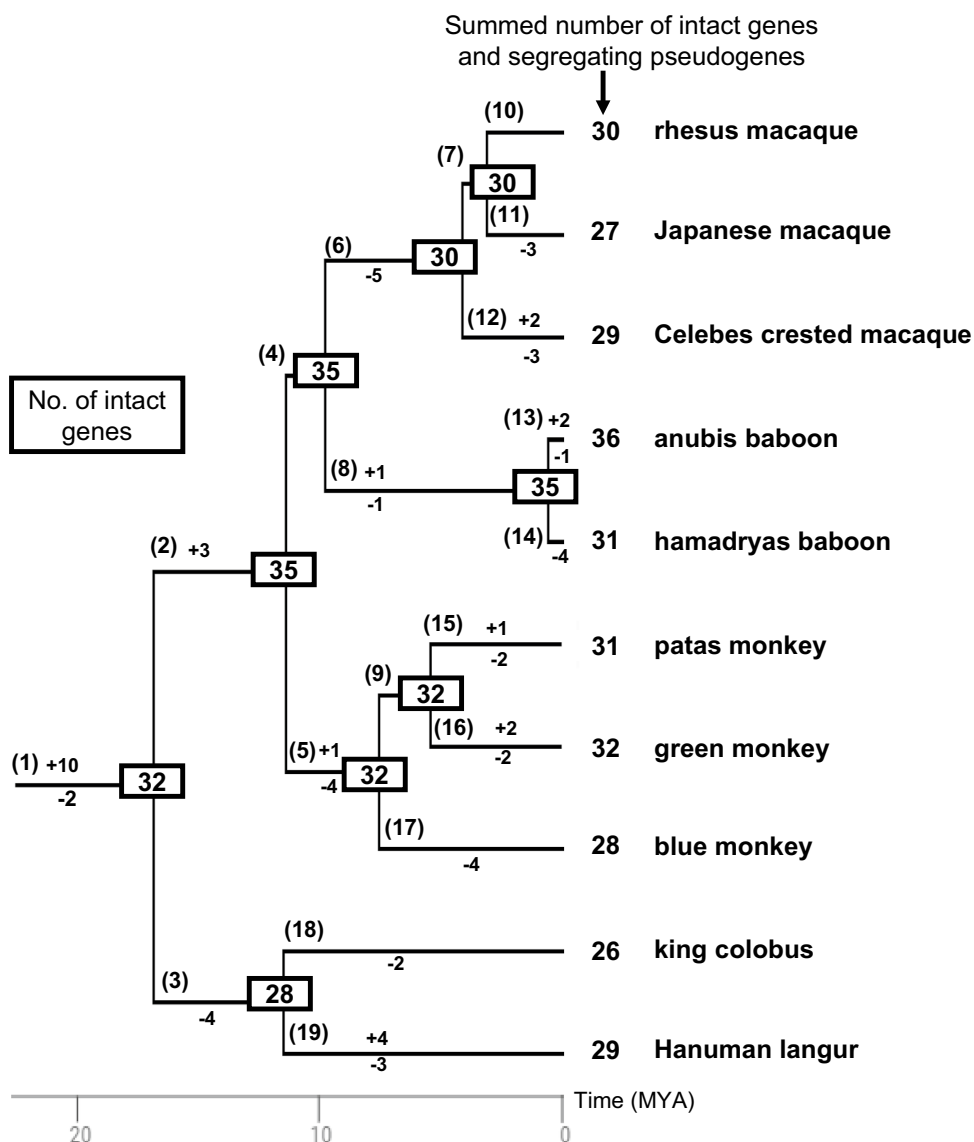 Summed number of intact genes
and segregating pseudogenes
(10)
30 rhesus macaque
(7)
30
(11)
-3
27 Japanese macaque
(6)
-5
30
(12) +2
-3
29 Celebes crested macaque
(4)
35
No. of intact
genes
(13) +2
-1
36 anubis baboon
(8) +1
-1
35
(14)
-4
31 hamadryas baboon
(2) +3
35
(15) +1
-2
31 patas monkey
(9)
32
(16) +2
-2
32 green monkey
(5) +1
-4
32
(1) +10
-2
32
(17)
-4
28 blue monkey
(18)
-2
26 king colobus
(3)
-4
28
(19) +4
-3
29 Hanuman langur
Time (MYA)
20 10 0